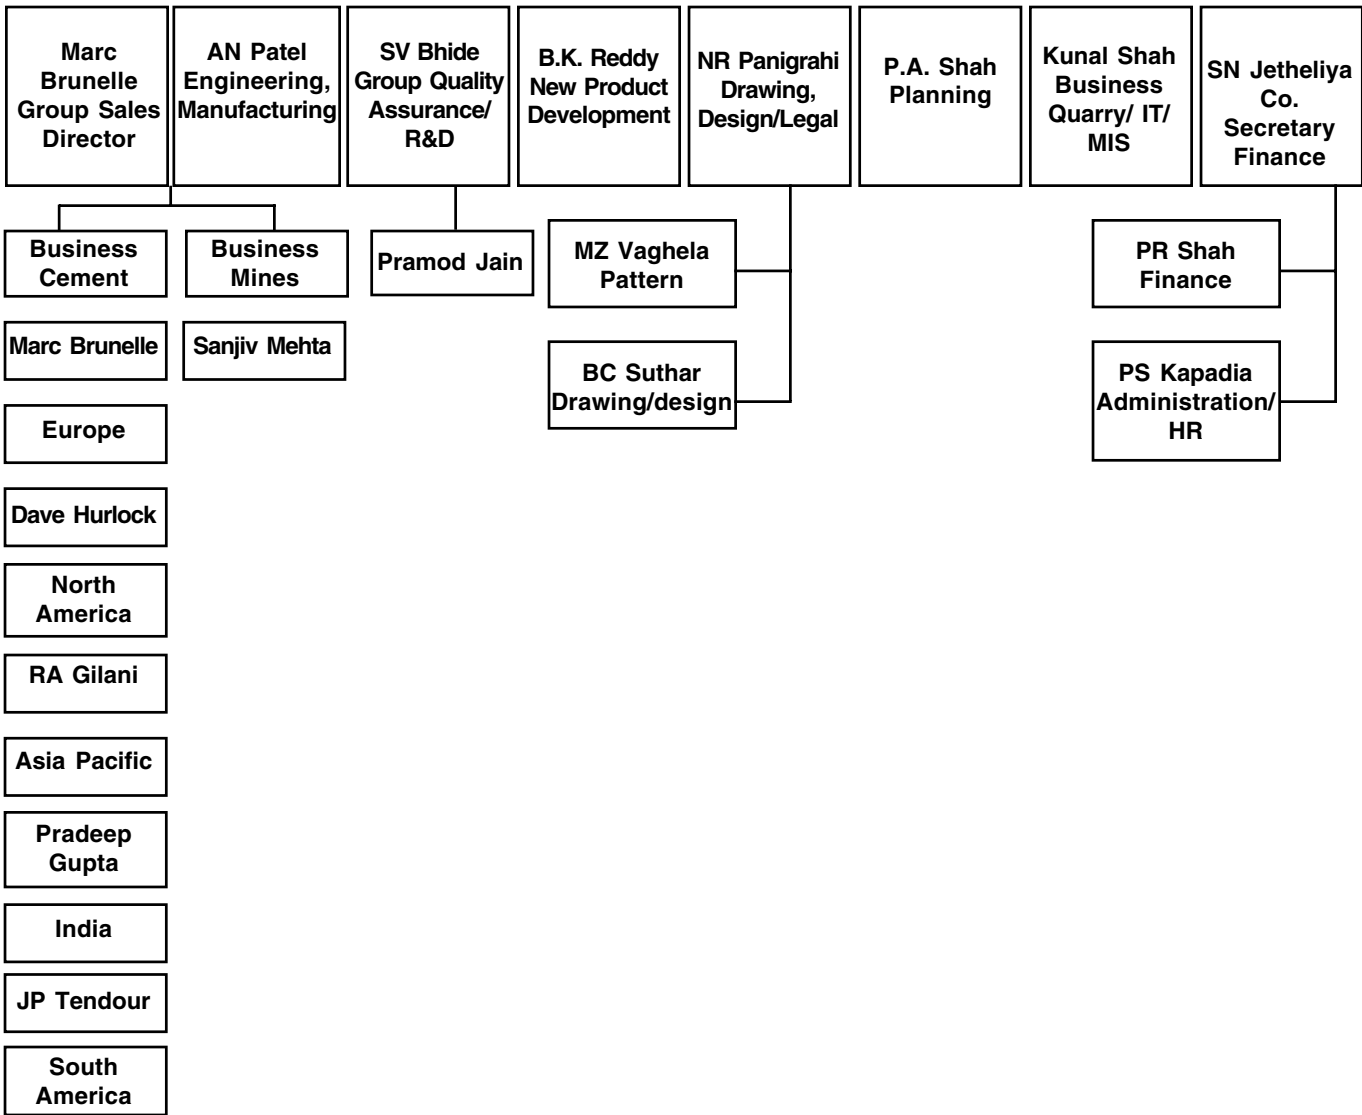 Marc
Brunelle
Group Sales
Director
AN Patel
Engineering,
Manufacturing
SV Bhide
Group Quality
Assurance/
R&D
B.K. Reddy
New Product
Development
NR Panigrahi
Drawing,
Design/Legal
P.A. Shah
Planning
Kunal Shah
Business
Quarry/ IT/
MIS
SN Jetheliya
Co.
Secretary
Finance
Business
Cement
Business
Mines
Pramod Jain
MZ Vaghela
Pattern
PR Shah
Finance
Marc Brunelle
Sanjiv Mehta
BC Suthar
Drawing/design
PS Kapadia
Administration/
HR
Europe
Dave Hurlock
North
America
RA Gilani
Asia Pacific
Pradeep
Gupta
India
JP Tendour
South
America